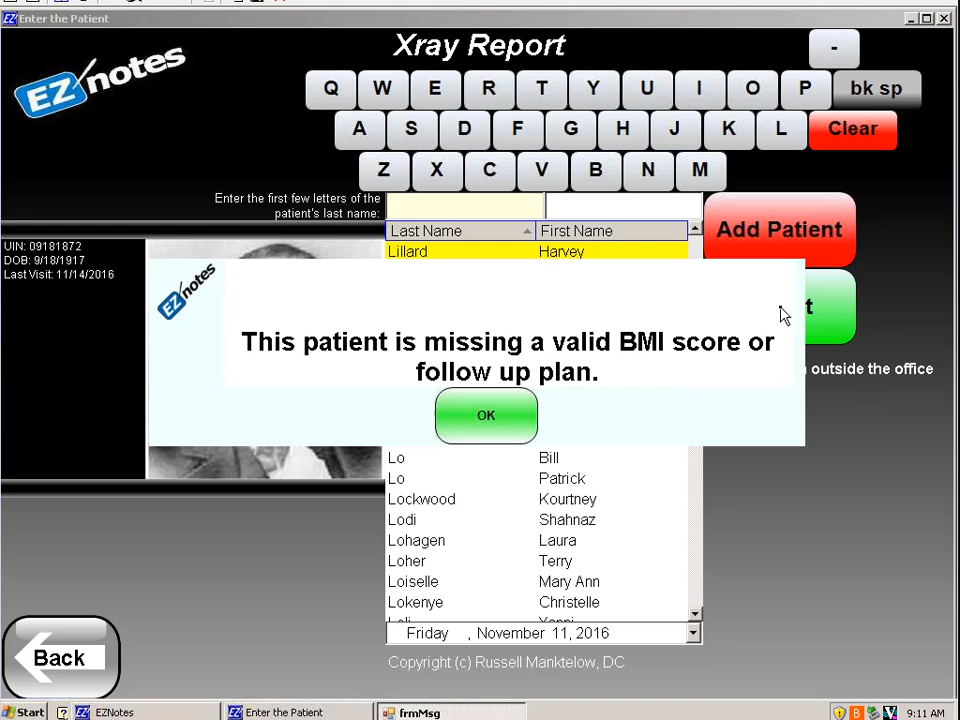 EZ Enter the Patient
EZ notes
Xray Report
-
Q W E R T Y U I O P bk sp
A S D F G H J K L Clear
Z X C V B N M
Enter the first few letters of the
patient's last name:
Last Name First Name
Add Patient
UIN: 09181872
DOB: 9/18/1917
Last Visit: 11/14/2016
Lillard Harvey
EZ notes
This patient is missing a valid BMI score or
follow up plan.
OK
outside the office
Lo Bill
Lo Patrick
Lockwood Kourtney
Lodi Shahnaz
Lohagen Laura
Loher Terry
Loiselle Mary Ann
Lokenye Christelle
Friday , November 11, 2016
Back
Copyright (c) Russell Manktelow, DC
Start ? EZ EZNotes EZ Enter the Patient frmMsg 9:11 AM